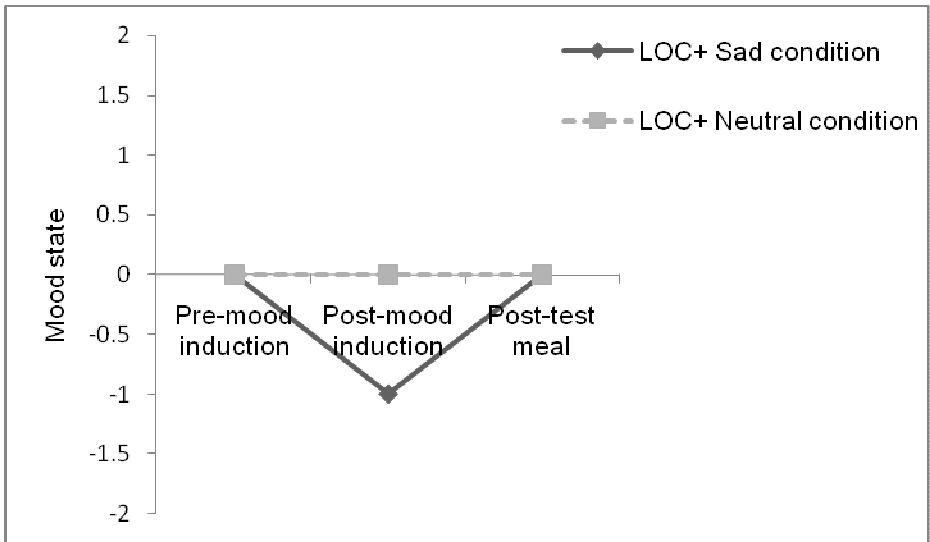 2
1.5
1
0.5
0
-0.5
-1
-1.5
-2
Mood state
Pre-mood
induction
Post-mood
induction
Post-test
meal
LOC+ Sad condition
LOC+ Neutral condition